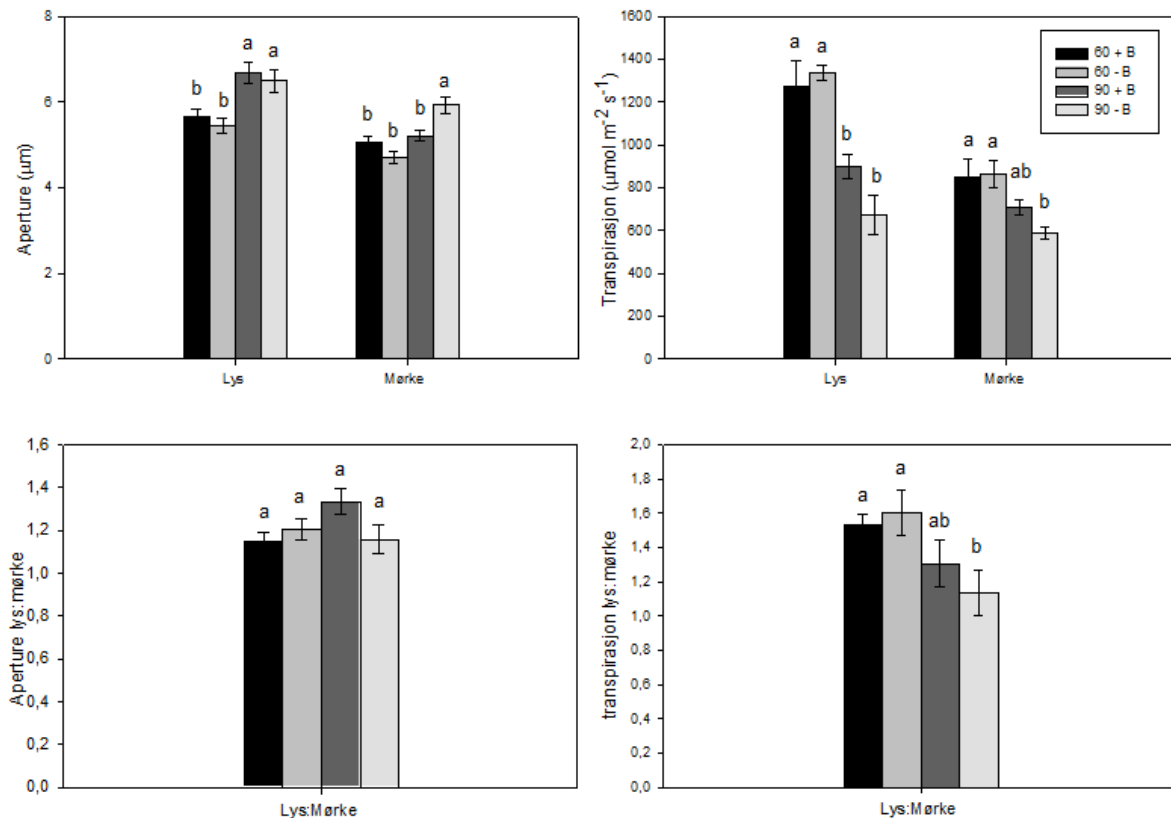 8
6
4
2
0
Aperture (µm)
b
b
a
a
b
b
b
a
Lys
Mørke
1600
1400
1200
1000
800
600
400
200
0
Transpirasjon (µmol m⁻² s⁻¹)
a
a
b
b
a
a
ab
b
Lys
Mørke
60 + B
60 - B
90 + B
90 - B
1,6
1,4
1,2
1,0
0,8
0,6
0,4
0,2
0,0
Aperture lys:mørke
a
a
a
a
Lys:Mørke
2,0
1,8
1,6
1,4
1,2
1,0
0,8
0,6
0,4
0,2
0,0
transpirasjon lys:mørke
a
a
ab
b
Lys:Mørke